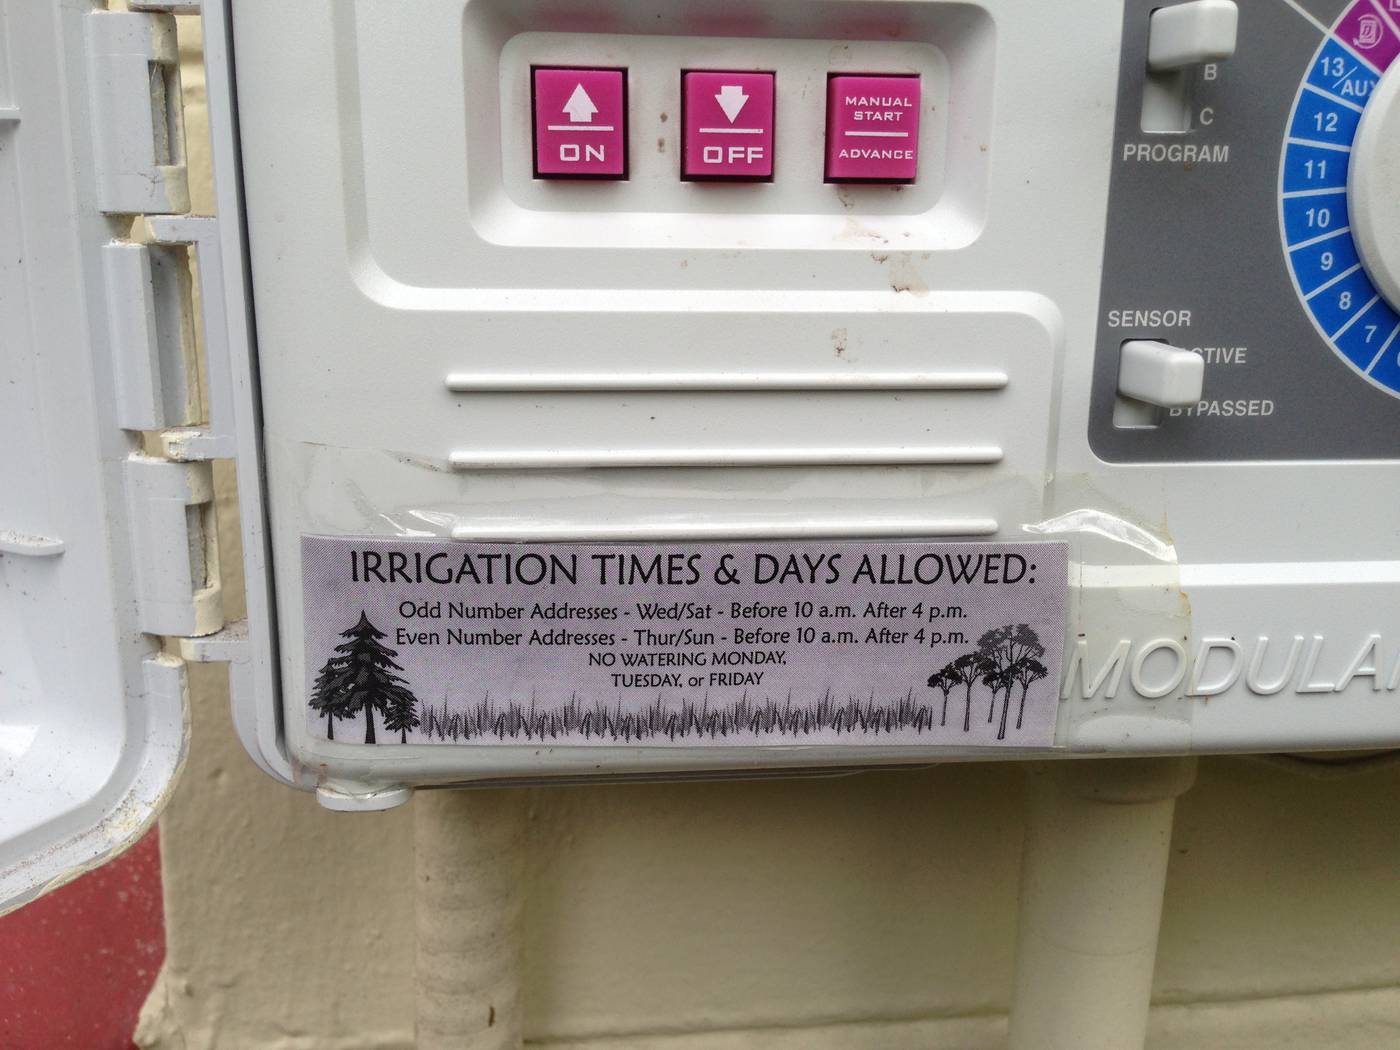 ON
OFF
MANUAL
START
ADVANCE
B
C
PROGRAM
13
/AUX
12
11
10
9
8
7
SENSOR
BYPASSED
IRRIGATION TIMES & DAYS ALLOWED:
Odd Number Addresses - Wed/Sat - Before 10 a.m. After 4 p.m.
Even Number Addresses - Thur/Sun - Before 10 a.m. After 4 p.m.
NO WATERING MONDAY,
TUESDAY, or FRIDAY